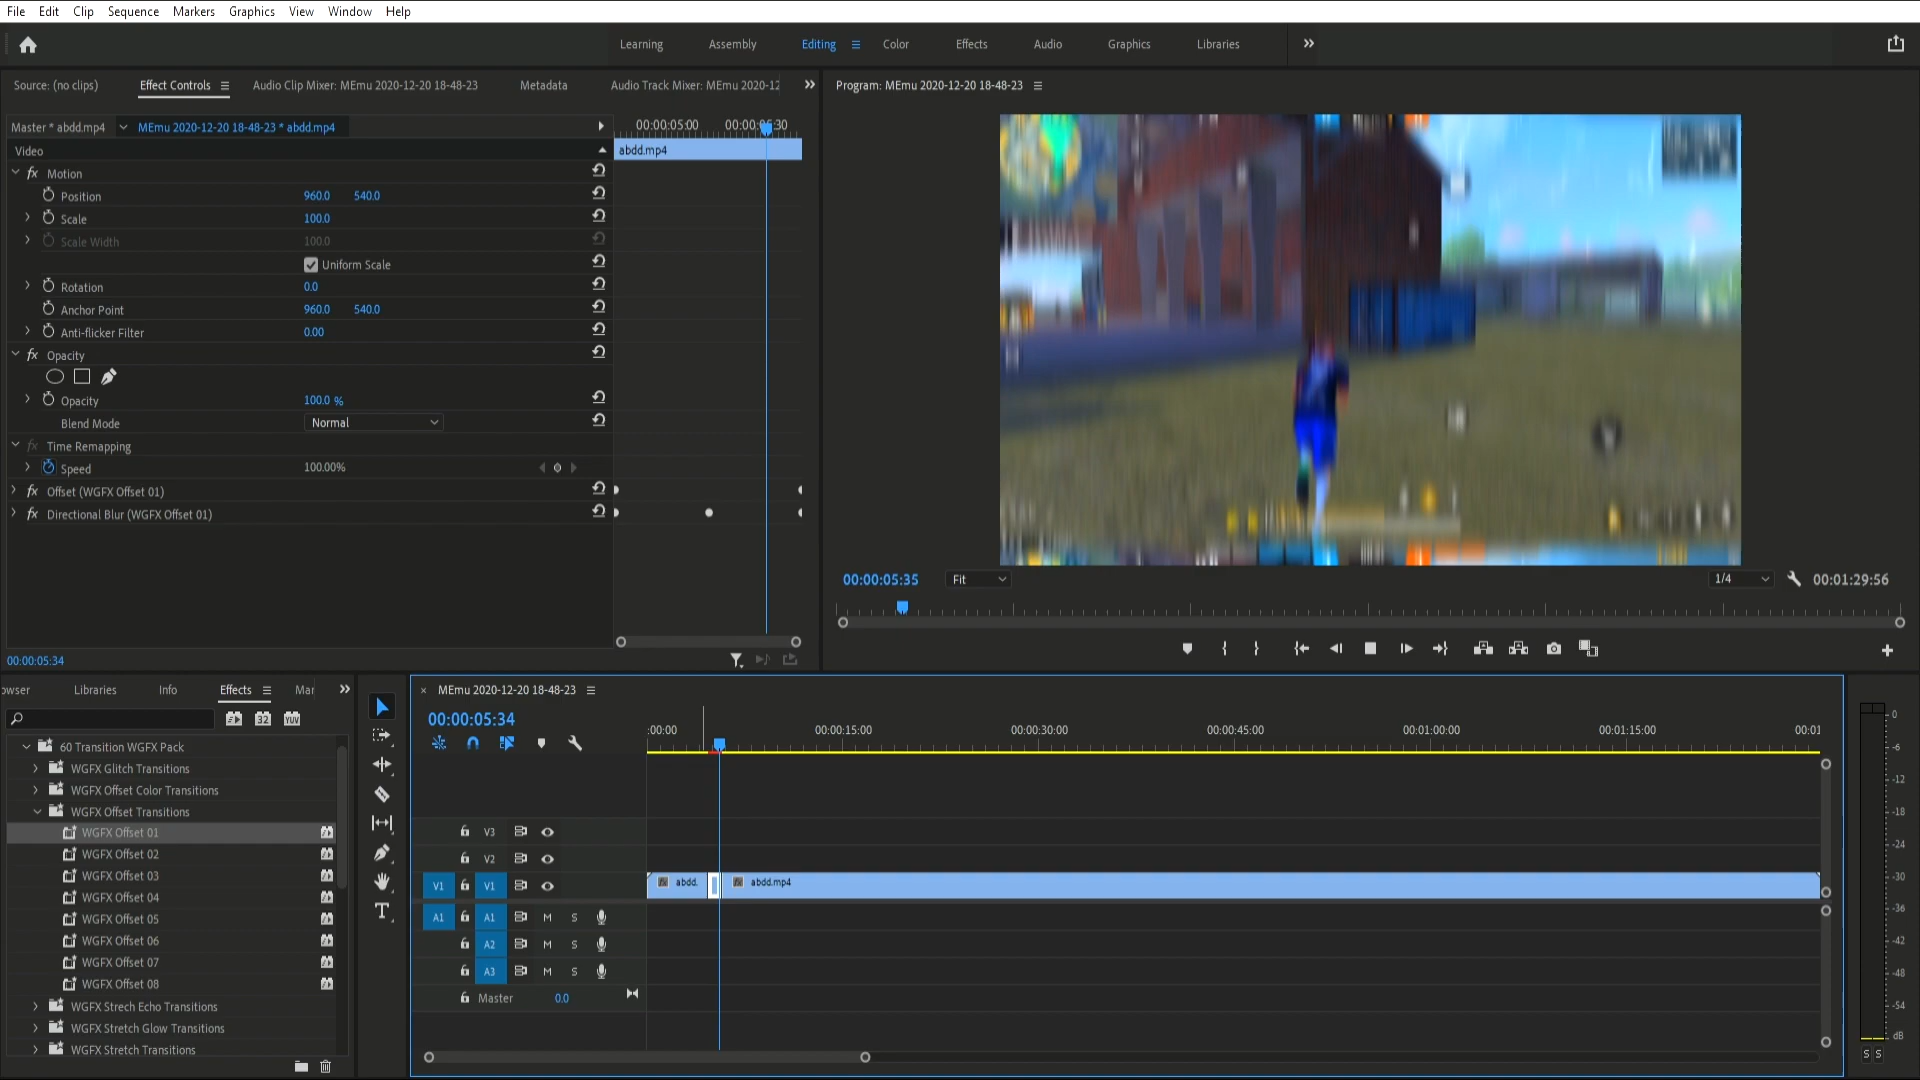 File Edit Clip Sequence Markers Graphics View Window Help
Learning Assembly Editing Color Effects Audio Graphics Libraries
Source: (no clips) Effect Controls Audio Clip Mixer: MEmu 2020-12-20 18-48-23 Metadata Audio Track Mixer: MEmu 2020-12
Program: MEmu 2020-12-20 18-48-23
Master * abdd.mp4 MEmu 2020-12-20 18-48-23 * abdd.mp4
00:00:05:00 00:00:05:30
Video
abdd.mp4
fx Motion
Position 960.0 540.0
Scale 100.0
Scale Width 100.0
Uniform Scale
Rotation 0.0
Anchor Point 960.0 540.0
Anti-flicker Filter 0.00
fx Opacity
Opacity 100.0 %
Blend Mode Normal
fx Time Remapping
Speed 100.00%
fx Offset (WGFX Offset 01)
fx Directional Blur (WGFX Offset 01)
00:00:05:34
00:00:05:35 Fit 1/4 00:01:29:56
owser Libraries Info Effects Mar
32 YUV
60 Transition WGFX Pack
WGFX Glitch Transitions
WGFX Offset Color Transitions
WGFX Offset Transitions
WGFX Offset 01
WGFX Offset 02
WGFX Offset 03
WGFX Offset 04
WGFX Offset 05
WGFX Offset 06
WGFX Offset 07
WGFX Offset 08
WGFX Strech Echo Transitions
WGFX Stretch Glow Transitions
WGFX Stretch Transitions
MEmu 2020-12-20 18-48-23
00:00:05:34
:00:00 00:00:15:00 00:00:30:00 00:00:45:00 00:01:00:00 00:01:15:00 00:01
V3
V2
V1 V1
fx abdd. fx abdd.mp4
A1 A1 M S
A2 M S
A3 M S
Master 0.0
0
-6
-12
-18
-24
-30
-36
-42
-48
-54
dB
S S